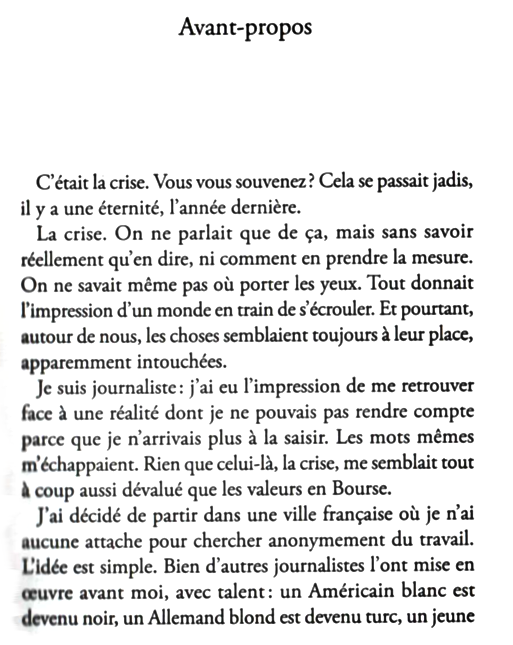 Avant-propos
C'était la crise. Vous vous souvenez ? Cela se passait jadis,
il y a une éternité, l'année dernière.
La crise. On ne parlait que de ça, mais sans savoir
réellement qu'en dire, ni comment en prendre la mesure.
On ne savait même pas où porter les yeux. Tout donnait
l'impression d'un monde en train de s'écrouler. Et pourtant,
autour de nous, les choses semblaient toujours à leur place,
apparemment intouchées.
Je suis journaliste : j'ai eu l'impression de me retrouver
face à une réalité dont je ne pouvais pas rendre compte
parce que je n'arrivais plus à la saisir. Les mots mêmes
m'échappaient. Rien que celui-là, la crise, me semblait tout
à coup aussi dévalué que les valeurs en Bourse.
J'ai décidé de partir dans une ville française où je n'ai
aucune attache pour chercher anonymement du travail.
L'idée est simple. Bien d'autres journalistes l'ont mise en
œuvre avant moi, avec talent : un Américain blanc est
devenu noir, un Allemand blond est devenu turc, un jeune